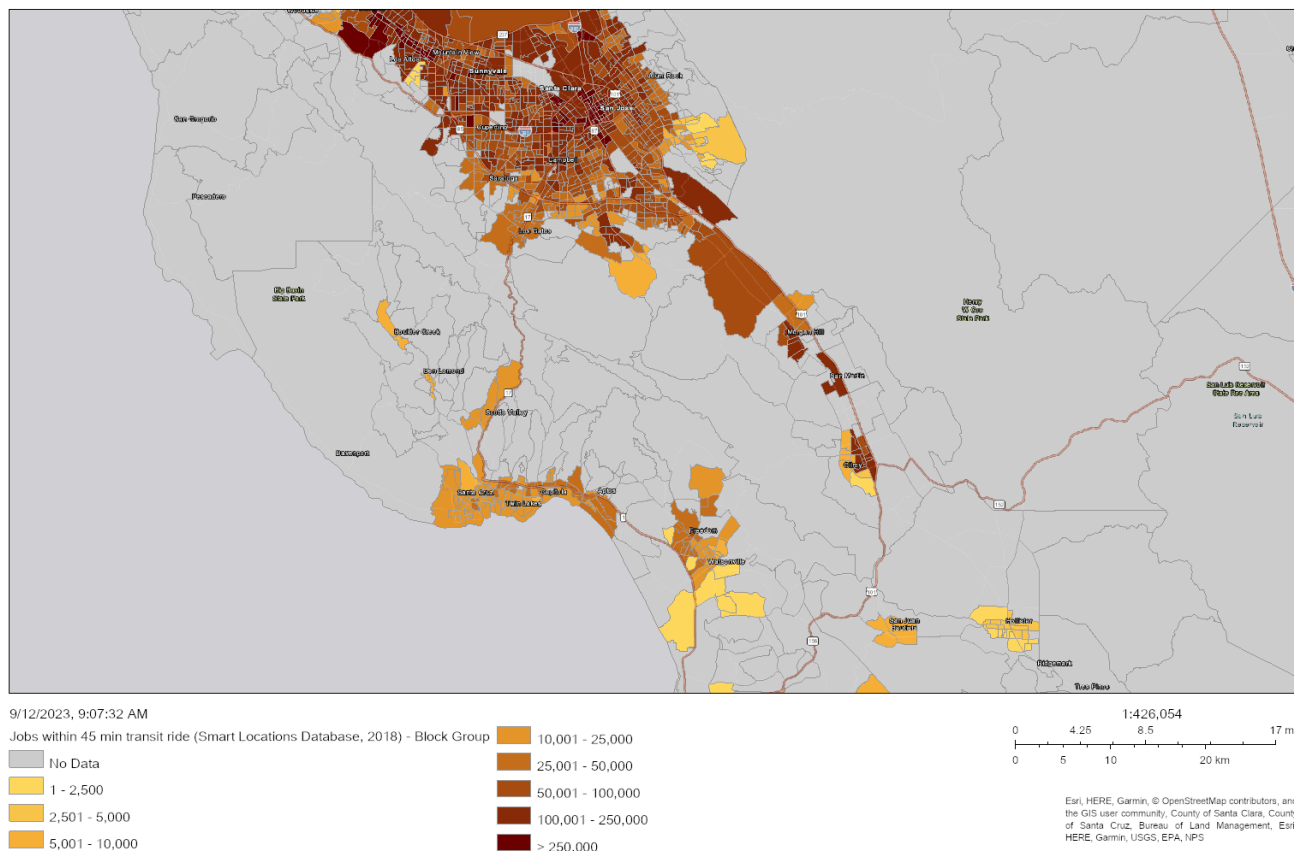 Mountain View
Los Altos
Sunnyvale
Alum Rock
Santa Clara
San Jose
San Gregorio
Cupertino
Campbell
Saratoga
Pescadero
17
Los Gatos
Big Basin
State Park
Henry
W. Coe
State Park
101
Boulder Creek
Morgan Hill
Ben Lomond
San Martin
152
San Luis Reservoir
State Rec Area
17
Scotts Valley
San Luis
Reservoir
Davenport
Gilroy
Santa Cruz
Capitola
Aptos
Twin Lakes
152
1
Freedom
Watsonville
101
San Juan
Bautista
Hollister
156
Ridgemark
Tres Pinos
9/12/2023, 9:07:32 AM
Jobs within 45 min transit ride (Smart Locations Database, 2018) - Block Group
No Data
1 - 2,500
2,501 - 5,000
5,001 - 10,000
10,001 - 25,000
25,001 - 50,000
50,001 - 100,000
100,001 - 250,000
> 250,000
1:426,054
0 4.25 8.5 17 m
0 5 10 20 km
Esri, HERE, Garmin, © OpenStreetMap contributors, and
the GIS user community, County of Santa Clara, County
of Santa Cruz, Bureau of Land Management, Esri,
HERE, Garmin, USGS, EPA, NPS